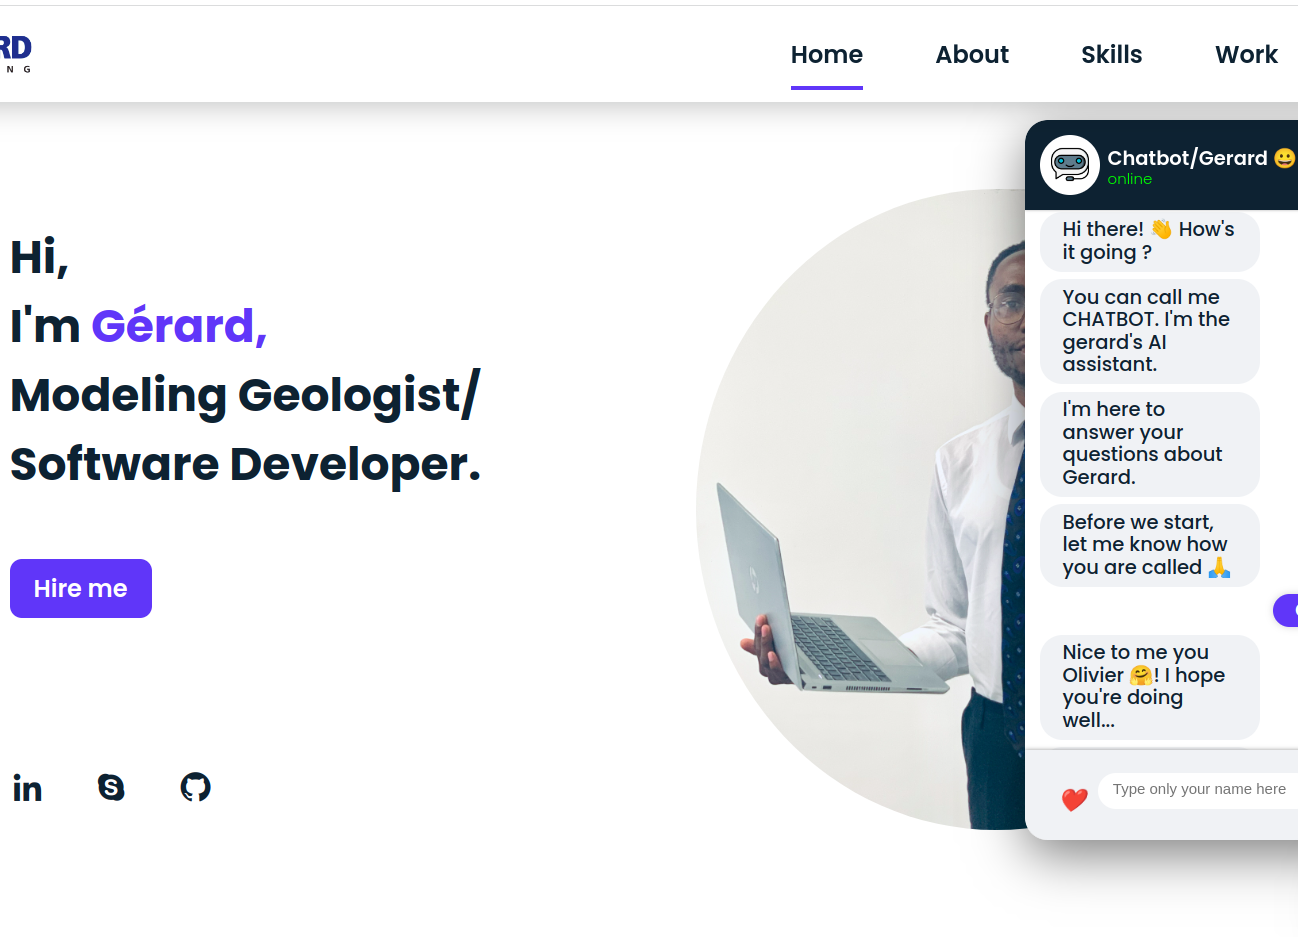 RD
N G
Home About Skills Work
Hi,
I'm Gérard,
Modeling Geologist/
Software Developer.
Hire me
in
S
Chatbot/Gerard 😀
online
Hi there! 👋 How's
it going ?
You can call me
CHATBOT. I'm the
gerard's AI
assistant.
I'm here to
answer your
questions about
Gerard.
Before we start,
let me know how
you are called 🙏
Nice to me you
Olivier 🤗! I hope
you're doing
well...
Type only your name here